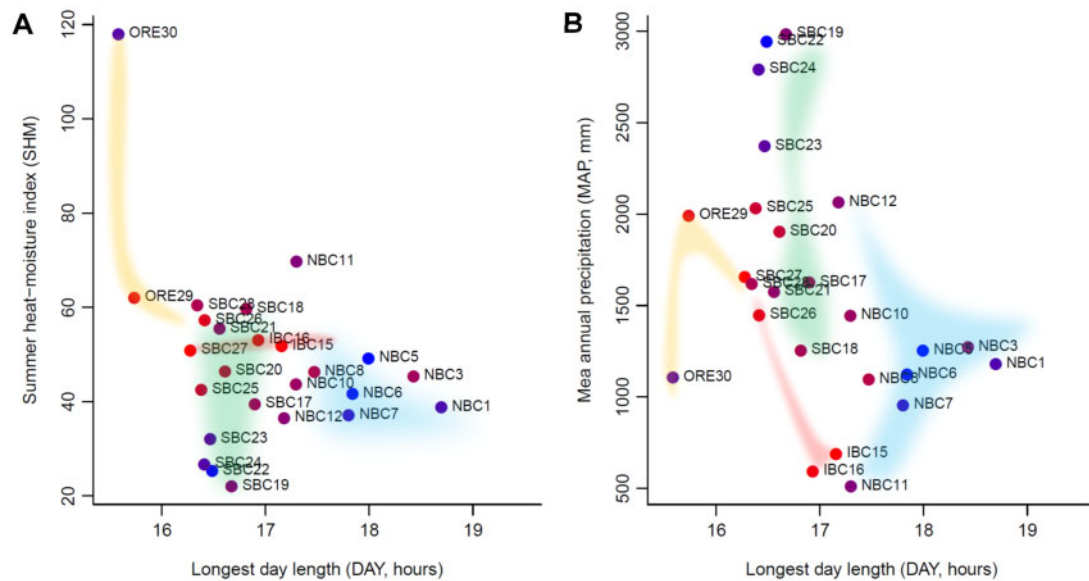 A
120
100
80
60
40
20
Summer heat−moisture index (SHM)
ORE30
NBC11
ORE29
SBC28
SBC18
SBC26
SBC21
IBC16
IBC15
SBC27
NBC5
SBC20
NBC8
NBC3
SBC25
NBC10
NBC6
SBC17
NBC12
NBC7
NBC1
SBC23
SBC24
SBC22
SBC19
16 17 18 19
Longest day length (DAY, hours)
B
3000
2500
2000
1500
1000
500
Mea annual precipitation (MAP, mm)
SBC19
SBC22
SBC24
SBC23
NBC12
SBC25
ORE29
SBC20
SBC27
SBC28
SBC17
SBC21
SBC26
NBC10
SBC18
NBC5
NBC3
NBC1
NBC8
NBC6
ORE30
NBC7
IBC15
IBC16
NBC11
16 17 18 19
Longest day length (DAY, hours)